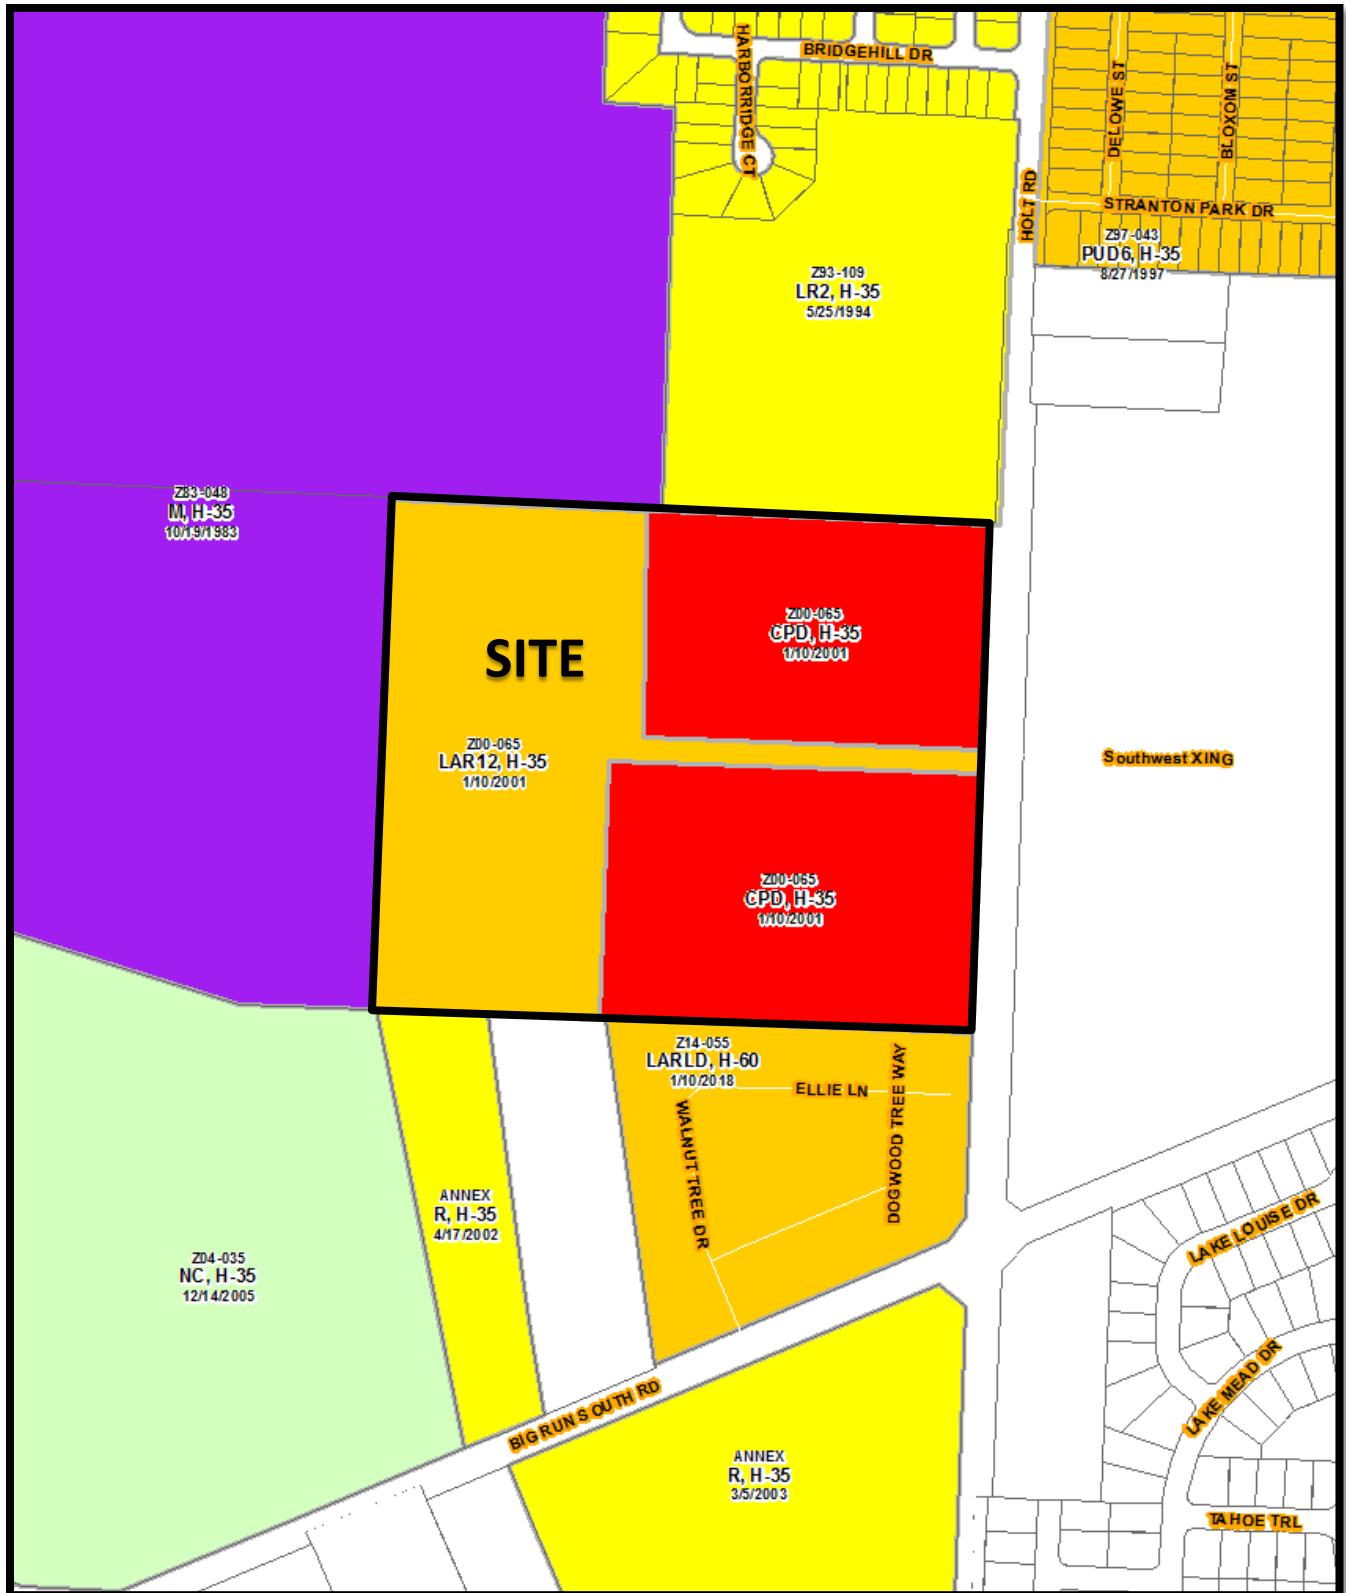 HARBORRIDGE CT
BRIDGEHILL DR
DELOWE ST
BLOXOM ST
HOLT RD
STRANTON PARK DR
Z97-043
PUD6, H-35
8/27/1997
Z93-109
LR2, H-35
5/25/1994
Z83-048
M, H-35
10/19/1983
Z00-065
CPD, H-35
1/10/2001
SITE
Z00-065
LAR12, H-35
1/10/2001
Southwest XING
Z00-065
CPD, H-35
1/10/2001
Z14-055
LARLD, H-60
1/10/2018
ELLIE LN
WALNUT TREE DR
DOGWOOD TREE WAY
ANNEX
R, H-35
4/17/2002
Z04-035
NC, H-35
12/14/2005
LAKE LOUISE DR
LAKE MEAD DR
BIG RUN SOUTH RD
ANNEX
R, H-35
3/5/2003
TAHOE TRL